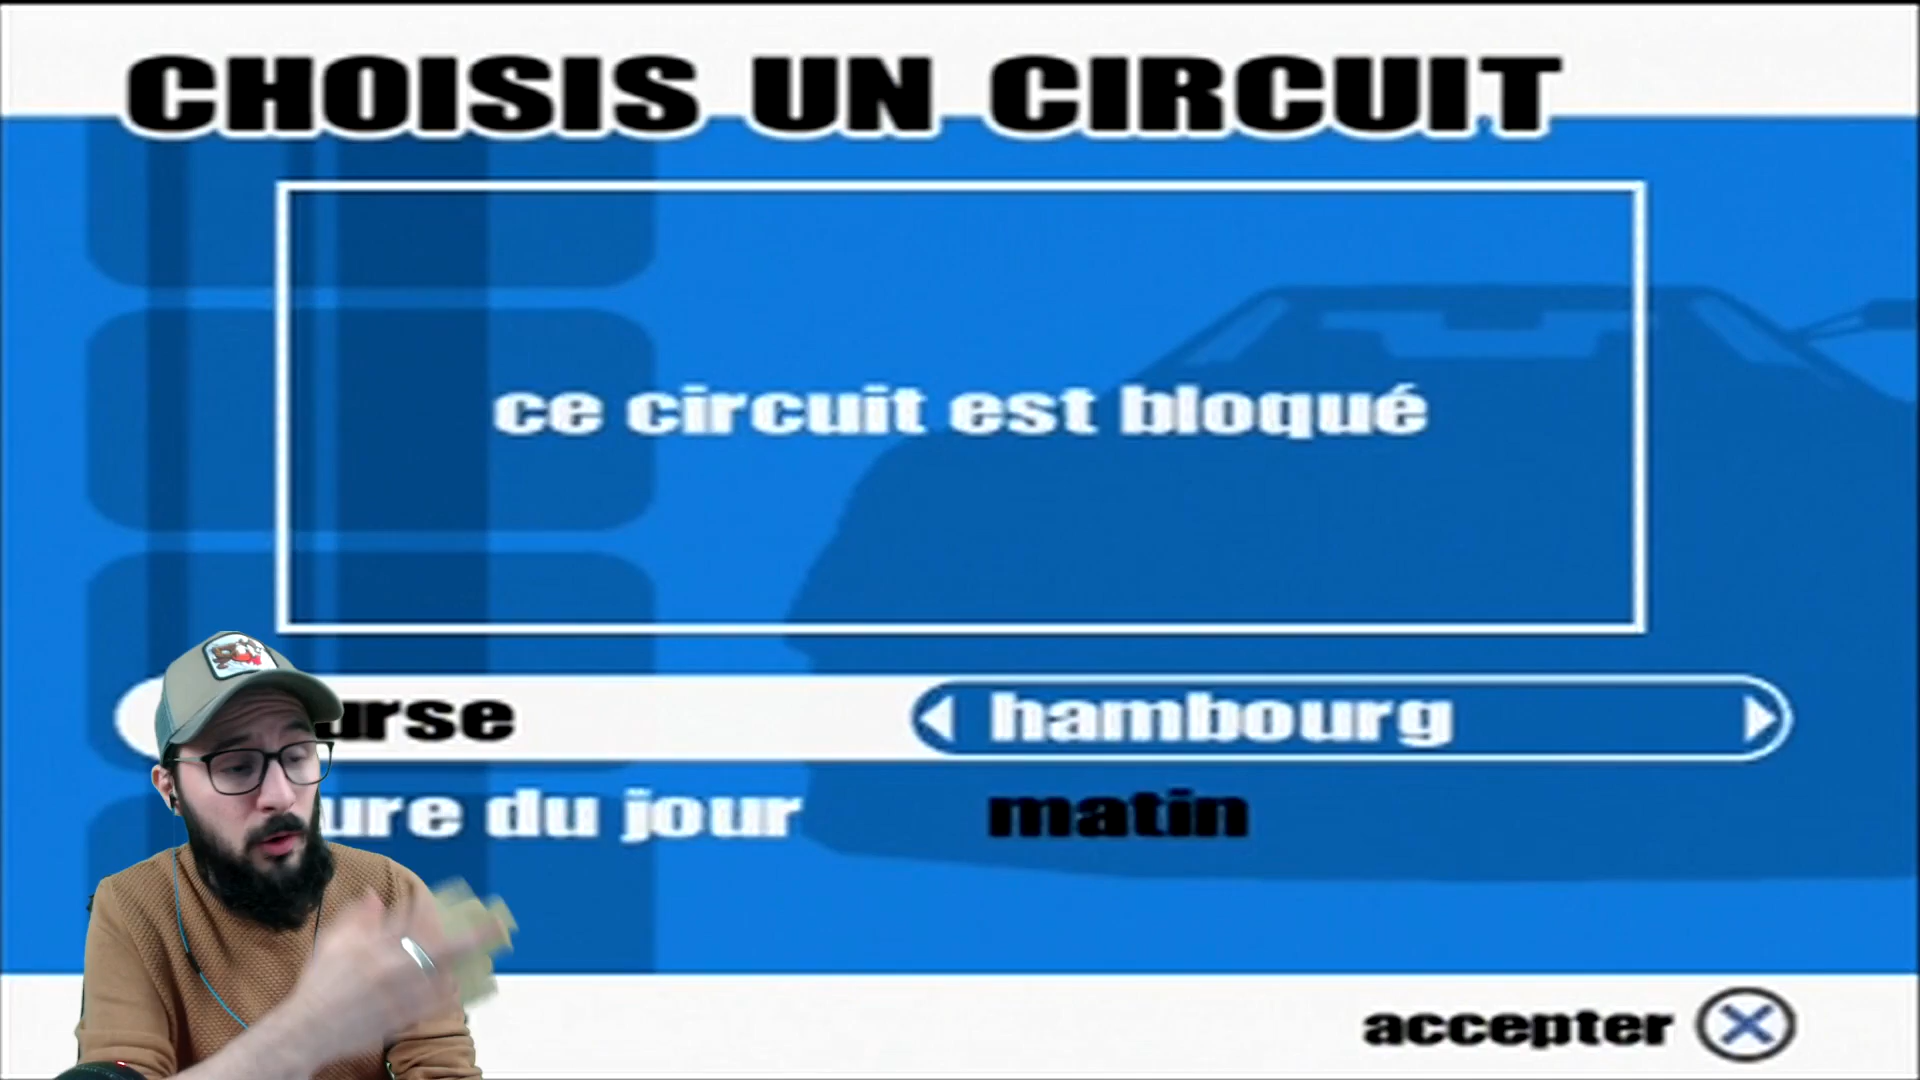 CHOISIS UN CIRCUIT
ce circuit est bloqué
urse
hambourg
ure du jour
matin
accepter